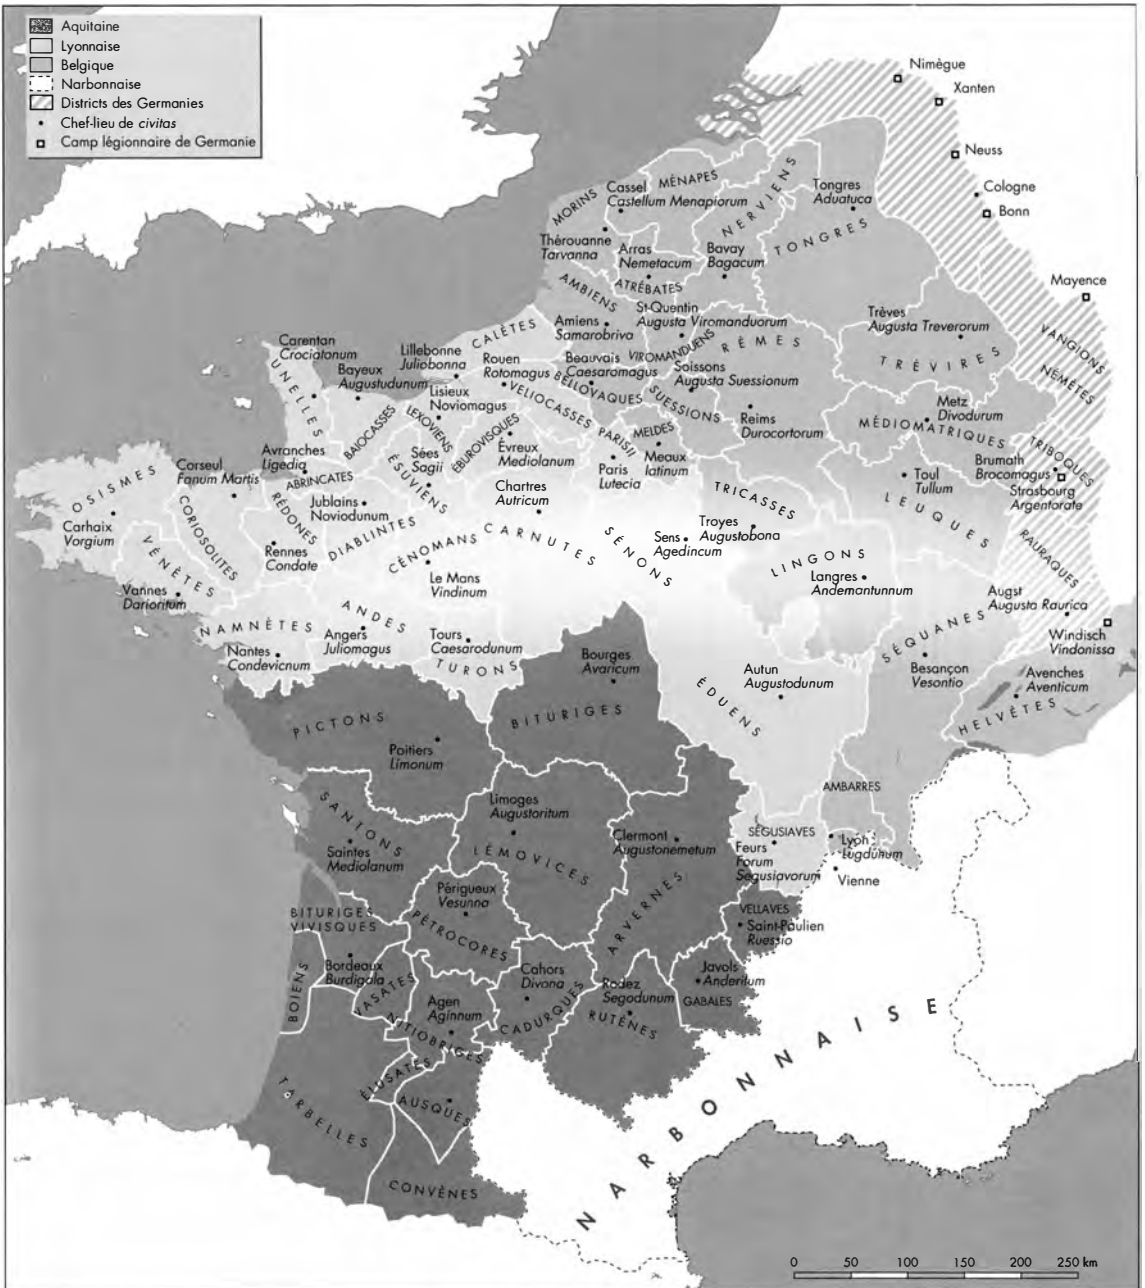 Aquitaine
Lyonnaise
Belgique
Narbonnaise
Districts des Germanies
Chef-lieu de civitas
Camp légionnaire de Germanie
Nimègue
Xanten
Neuss
Cologne
Bonn
Mayence
MÉNAPES
Cassel
Castellum Menapiorum
MORINS
NERVIENS
Tongres
Aduatuca
TONGRES
Thérouanne
Tarvanna
Arras
Nemetacum
Bavay
Bagacum
ATRÉBATES
AMBIENS
St-Quentin
Augusta Viromanduorum
Amiens
Samarobriva
VIROMANDUENS
RÈMES
Trèves
Augusta Treverorum
TRÉVIRES
VANGIONS
NÉMÈTES
TRIBOQUES
CALÈTES
Carentan
Crociatonum
UNELLES
Bayeux
Augustudunum
Lillebonne
Juliobonna
Rouen
Rotomagus
Beauvais
Caesaromagus
BELLOVAQUES
Soissons
Augusta Suessionum
SUESSIONS
Lisieux
Noviomagus
VELIOCASSES
Reims
Durocortorum
Metz
Divodurum
MÉDIOMATRIQUES
BAIOCASSES
LEXOVIENS
ÉBUROVISQUES
PARISII
MELDES
Évreux
Mediolanum
Meaux
Iatinum
Paris
Lutecia
Brumath
Brocomagus
Strasbourg
Argentorate
Toul
Tullum
LEUQUES
Avranches
Ligedia
ABRINCATES
Sées
Sagii
ÉSUVIENS
Chartres
Autricum
TRICASSES
Troyes
Augustobona
OSISMES
Corseul
Fanum Martis
Jublains
Noviodunum
Carhaix
Vorgium
CORIOSOLITES
RÉDONES
Rennes
Condate
DIABLINTES
CÉNOMANS
CARNUTES
SÉNONS
Sens
Agedincum
LINGONS
Langres
Andemantunnum
RAURAQUES
VÉNÈTES
Vannes
Darioritum
Le Mans
Vindinum
Augst
Augusta Raurica
Windisch
Vindonissa
NAMNÈTES
ANDES
Angers
Juliomagus
Tours
Caesarodunum
TURONS
Nantes
Condevicnum
Bourges
Avaricum
BITURIGES
ÉDUENS
Autun
Augustodunum
SÉQUANES
Besançon
Vesontio
Avenches
Aventicum
HELVÈTES
PICTONS
Poitiers
Limonum
AMBARRES
SANTONS
Saintes
Mediolanum
Limoges
Augustoritum
LÉMOVICES
Clermont
Augustonemetum
ARVERNES
SÉGUSIAVES
Feurs
Forum
Segusiavorum
Lyon
Lugdunum
Vienne
Périgueux
Vesunna
PÉTROCORES
BITURIGES
VIVISQUES
VELLAVES
Saint-Paulien
Ruessio
BOIENS
Bordeaux
Burdigala
VASATES
Cahors
Divona
CADURQUES
Rodez
Segodunum
RUTÈNES
Javols
Anderitum
GABALES
Agen
Aginnum
NITIOBRIGES
ÉLUSATES
AUSQUES
TARBELLES
CONVÈNES
NARBONNAISE
0 50 100 150 200 250 km